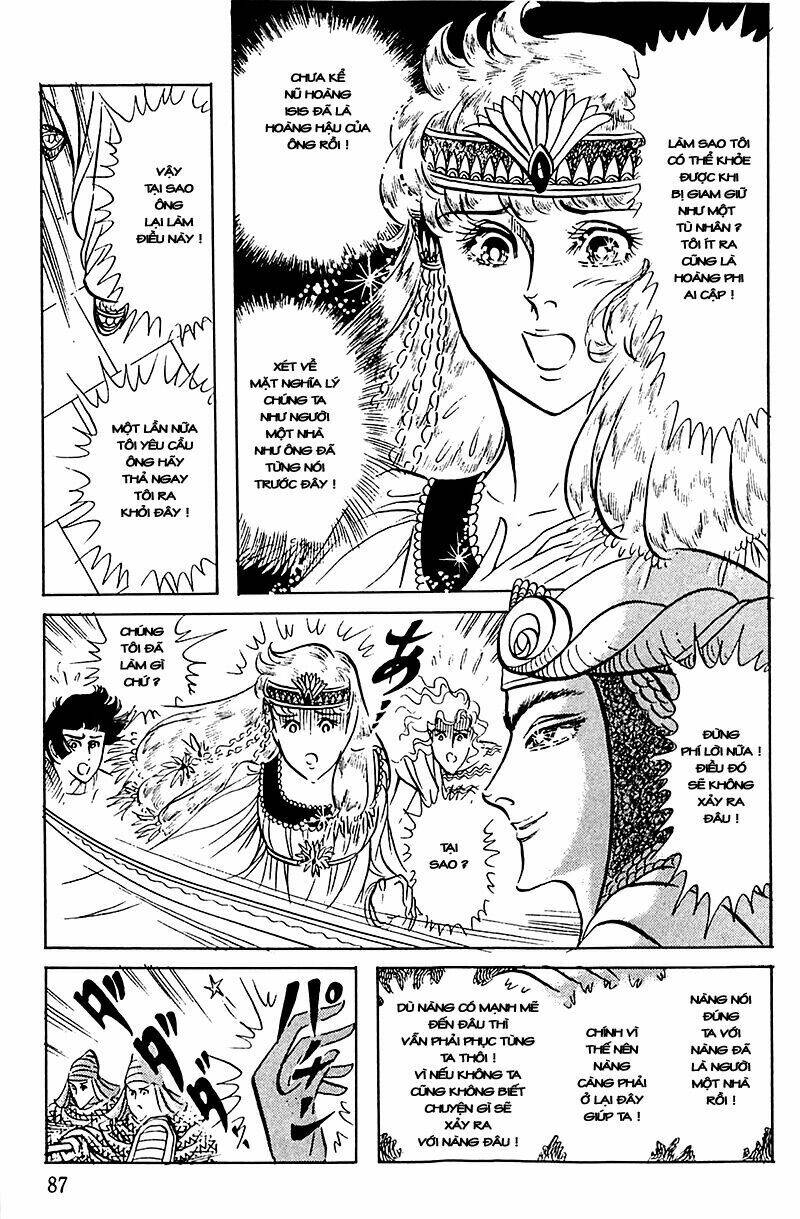 LÀM SAO TÔI
CÓ THỂ KHỎE
ĐƯỢC KHI
BỊ GIAM GIỮ
NHƯ MỘT
TÙ NHÂN ?
TÔI ÍT RA
CŨNG LÀ
HOÀNG PHI
AI CẬP !
CHƯA KỂ
NŨ HOÀNG
ISIS ĐÃ LÀ
HOÀNG HẬU CỦA
ÔNG RỒI !
XÉT VỀ
MẶT NGHĨA LÝ
CHÚNG TA
NHƯ NGƯỜI
MỘT NHÀ
NHƯ ÔNG ĐÃ
TỪNG NÓI
TRƯỚC ĐÂY !
VẬY
TẠI SAO
ÔNG
LẠI LÀM
ĐIỀU NÀY !
MỘT LẦN NỮA
TÔI YÊU CẦU
ÔNG HÃY
THẢ NGAY
TÔI RA
KHỎI ĐÂY !
ĐỪNG
PHÍ LỜI NỮA !
ĐIỀU ĐÓ
SẼ KHÔNG
XẢY RA
ĐÂU !
あ
TẠI
SAO ?
CHÚNG
TÔI ĐÃ
LÀM GÌ
CHỨ ?
NÀNG NÓI
ĐÚNG
TA VỚI
NÀNG ĐÃ
LÀ NGƯỜI
MỘT NHÀ
RỒI !
CHÍNH VÌ
THẾ NÊN
NÀNG
CÀNG PHẢI
Ở LẠI ĐÂY
GIÚP TA !
DÙ NÀNG CÓ MẠNH MẼ
ĐẾN ĐÂU THÌ
VẪN PHẢI PHỤC TÙNG
TA THÔI !
VÌ NẾU KHÔNG TA
CŨNG KHÔNG BIẾT
CHUYỆN GÌ SẼ
XẢY RA
VỚI NÀNG ĐÂU !
パチーン
ダダダ
87